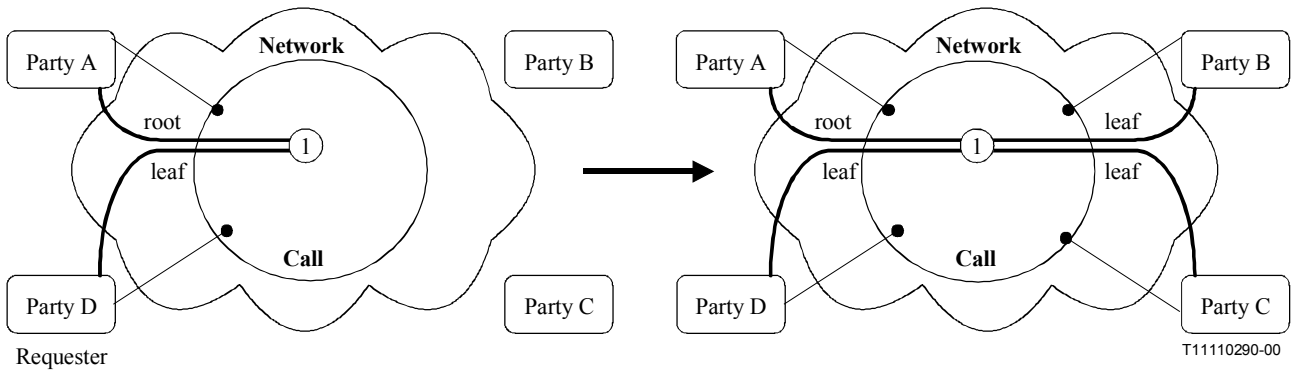 Party A
Network
Party B
root
1
leaf
Call
Party D
Party C
Requester
Party A
Network
Party B
root
leaf
1
leaf
leaf
Call
Party D
Party C
T11110290-00